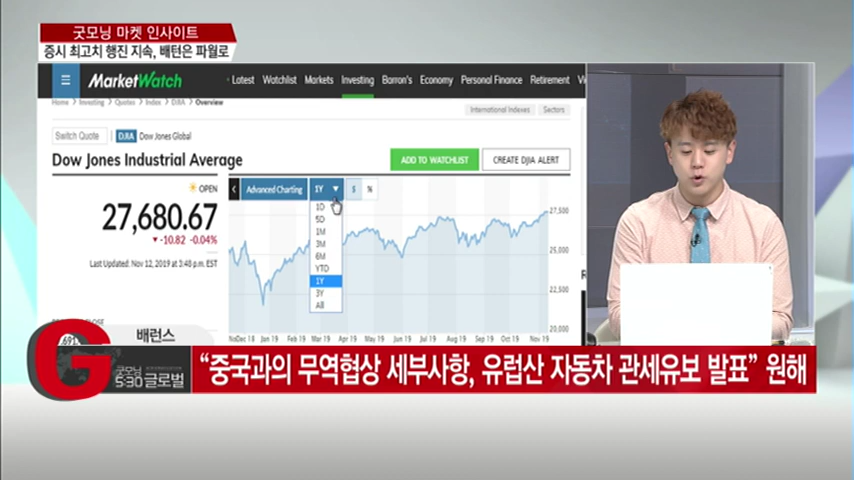 굿모닝 마켓 인사이트
증시 최고치 행진 지속, 배턴은 파월로
MarketWatch
Latest Watchlist Markets Investing Barron's Economy Personal Finance Retirement
Home > Investing > Quotes > Index > DJIA > Overview
International Indexes Sectors
Switch Quote DJIA Dow Jones Global
Dow Jones Industrial Average
ADD TO WATCHLIST CREATE DJIA ALERT
OPEN
27,680.67
-10.82 -0.04%
Last Updated: Nov 12, 2019 at 3:48 p.m. EST
Advanced Charting 1Y $ %
1D
5D
1M
3M
6M
YTD
1Y
3Y
All
27,500
25,000
22,500
20,000
Dec 18 Jan 19 Feb 19 Mar 19 Apr 19 May 19 Jun 19 Jul 19 Aug 19 Sep 19 Oct 19 Nov 19
배런스
G
굿모닝
5:30 글로벌
“중국과의 무역협상 세부사항, 유럽산 자동차 관세유보 발표” 원해